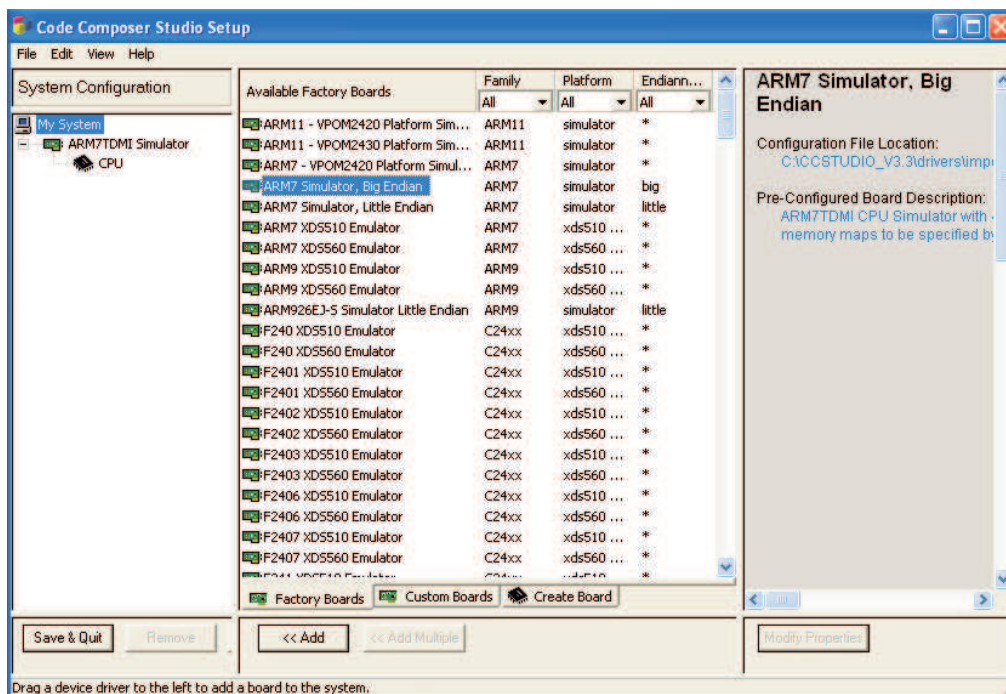 Code Composer Studio Setup
File Edit View Help
System Configuration
My System
ARM7TDMI Simulator
CPU
Available Factory Boards Family Platform Endiann...
All All All
ARM11 - VPOM2420 Platform Sim... ARM11 simulator *
ARM11 - VPOM2430 Platform Sim... ARM11 simulator *
ARM7 - VPOM2420 Platform Simul... ARM7 simulator *
ARM7 Simulator, Big Endian ARM7 simulator big
ARM7 Simulator, Little Endian ARM7 simulator little
ARM7 XDS510 Emulator ARM7 xds510 ... *
ARM7 XDS560 Emulator ARM7 xds560 ... *
ARM9 XDS510 Emulator ARM9 xds510 ... *
ARM9 XDS560 Emulator ARM9 xds560 ... *
ARM926EJ-S Simulator Little Endian ARM9 simulator little
F240 XDS510 Emulator C24xx xds510 ... *
F240 XDS560 Emulator C24xx xds560 ... *
F2401 XDS510 Emulator C24xx xds510 ... *
F2401 XDS560 Emulator C24xx xds560 ... *
F2402 XDS510 Emulator C24xx xds510 ... *
F2402 XDS560 Emulator C24xx xds560 ... *
F2403 XDS510 Emulator C24xx xds510 ... *
F2403 XDS560 Emulator C24xx xds560 ... *
F2406 XDS510 Emulator C24xx xds510 ... *
F2406 XDS560 Emulator C24xx xds560 ... *
F2407 XDS510 Emulator C24xx xds510 ... *
F2407 XDS560 Emulator C24xx xds560 ... *
Factory Boards Custom Boards Create Board
ARM7 Simulator, Big
Endian
Configuration File Location:
C:\CCSTUDIO_V3.3\drivers\imp
Pre-Configured Board Description:
ARM7TDMI CPU Simulator with
memory maps to be specified by
Save & Quit Remove << Add << Add Multiple Modify Properties
Drag a device driver to the left to add a board to the system.